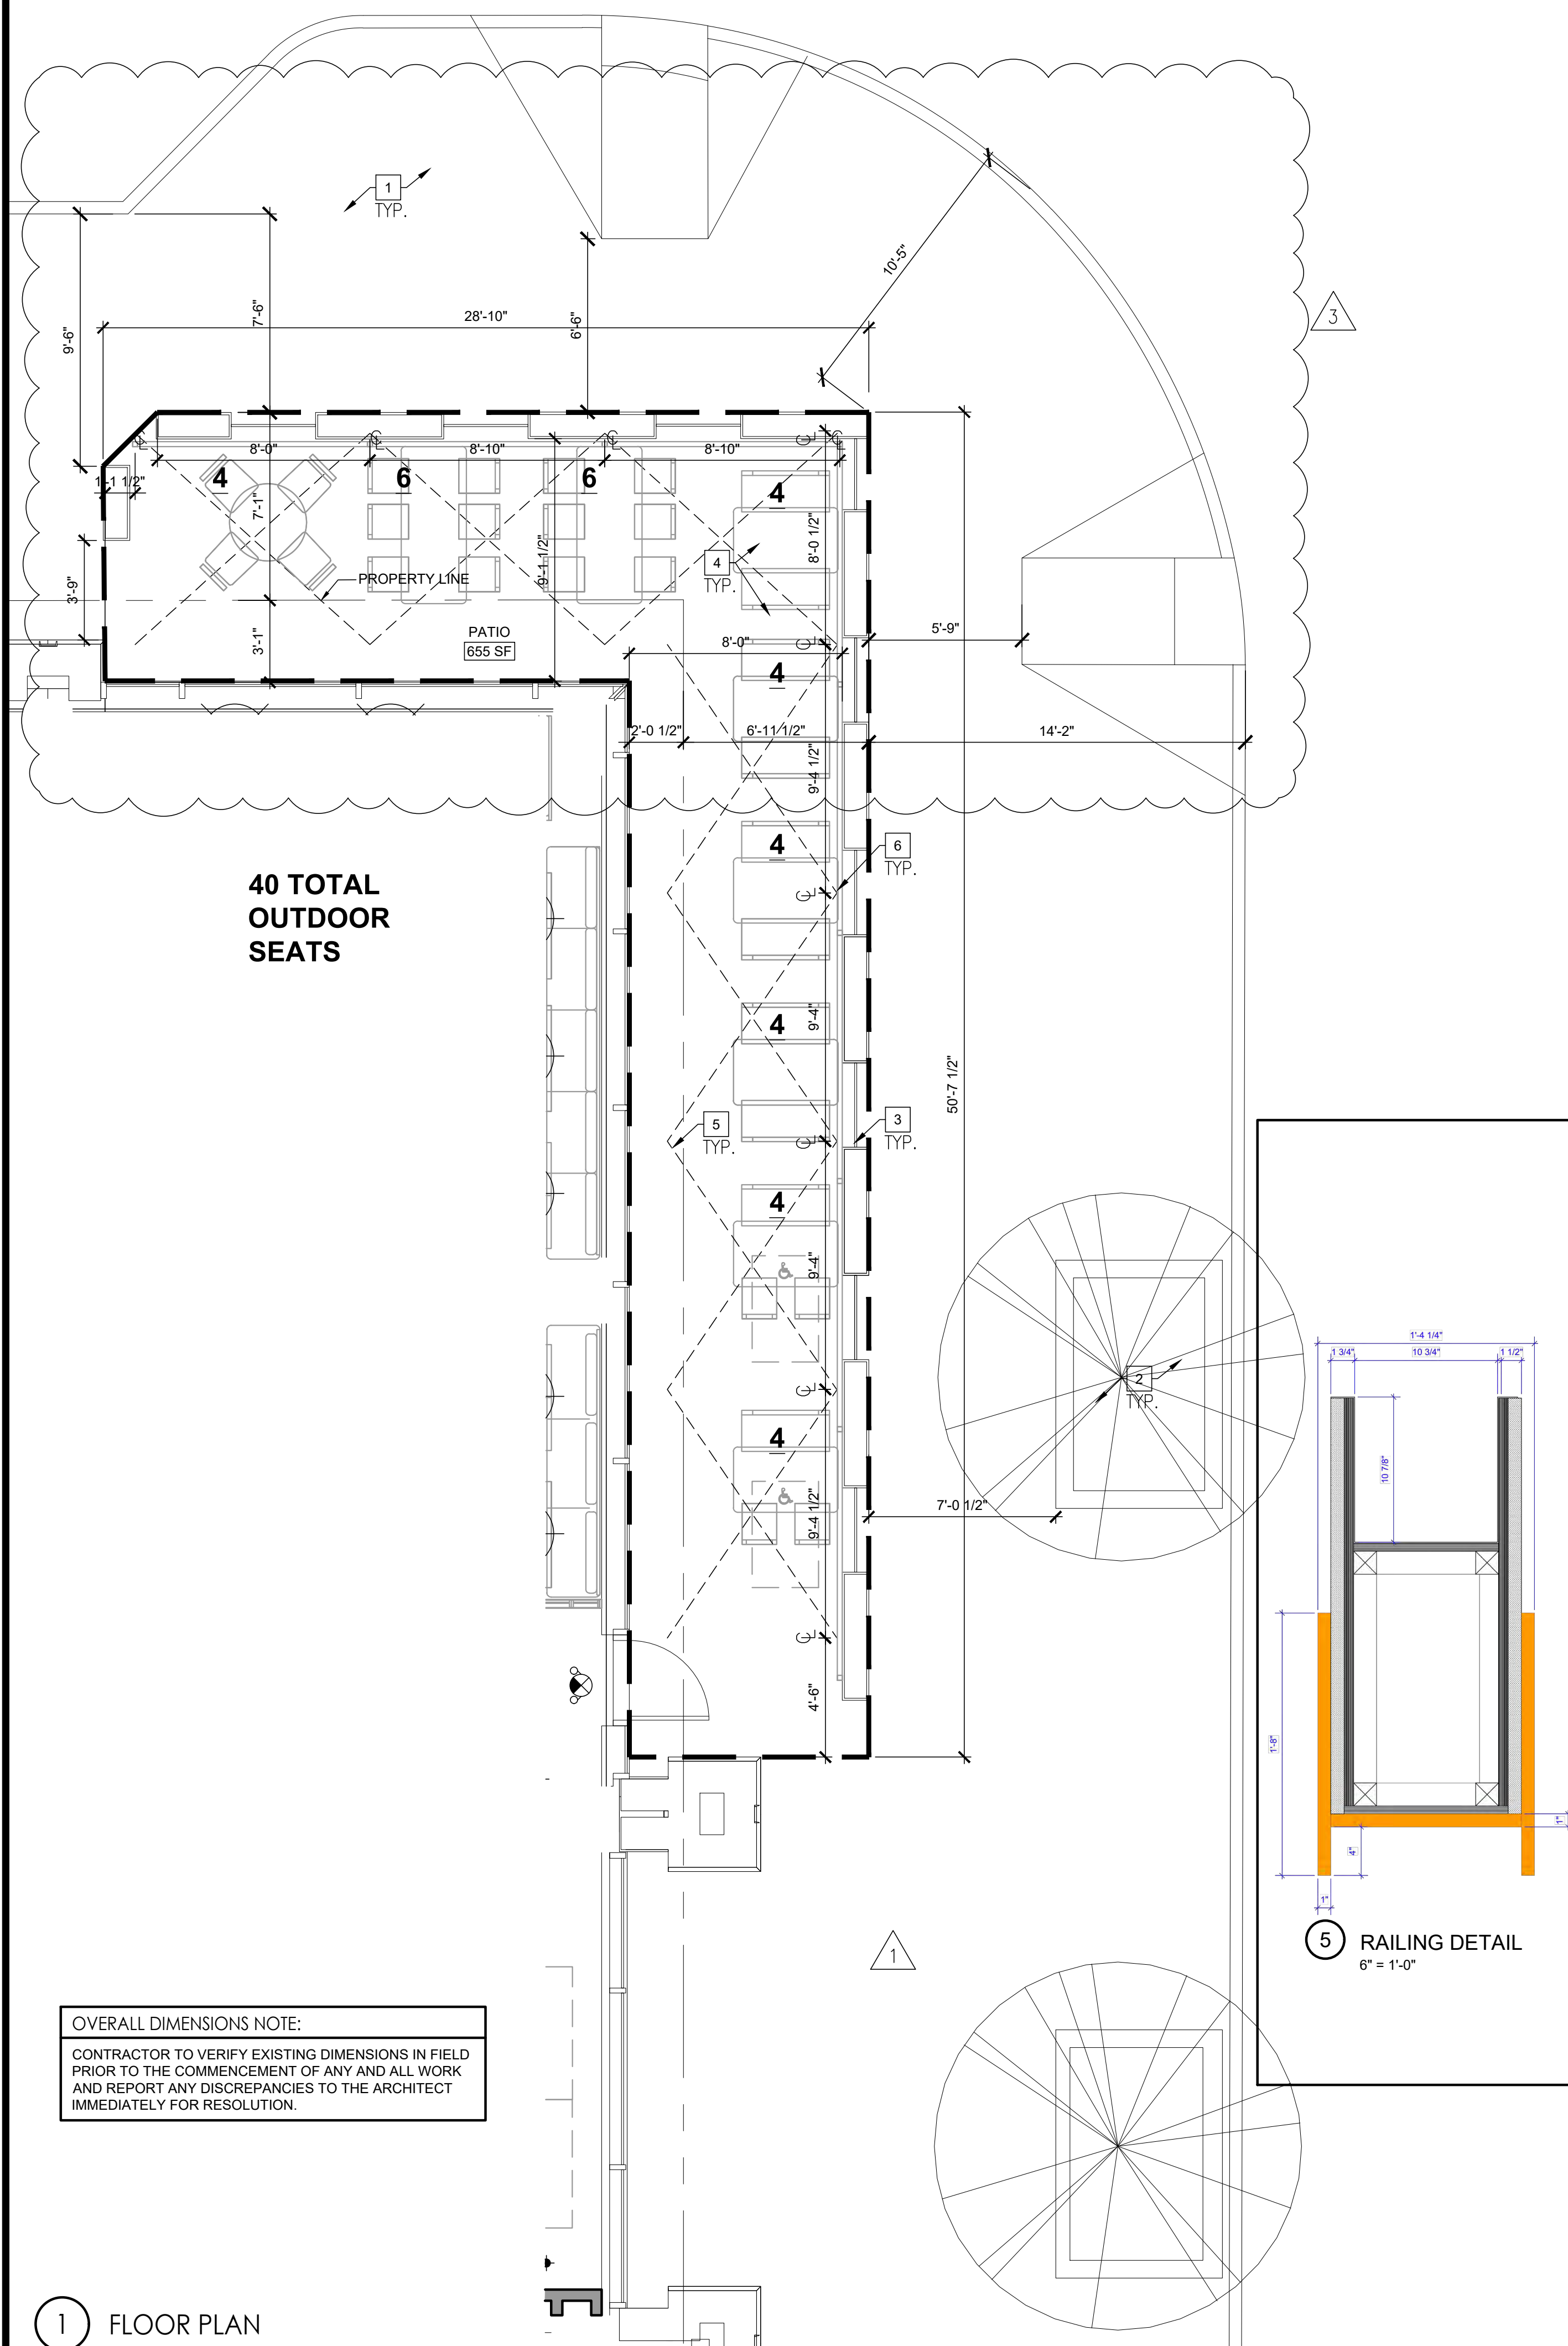 1
TYP.
10'-5"
3
9'-6"
7'-6"
28'-10"
6'-6"
8'-0"
8'-10"
8'-10"
1'-1 1/2"
4
6
6
4
7'-1"
9'-1 1/2"
8'-0 1/2"
4
TYP.
PROPERTY LINE
3'-9"
3'-1"
PATIO
655 SF
8'-0"
5'-9"
4
2'-0 1/2"
6'-11 1/2"
14'-2"
9'-4 1/2"
4
6
TYP.
40 TOTAL
OUTDOOR
SEATS
4
9'-4"
50'-7 1/2"
5
TYP.
3
TYP.
4
9'-4"
2
TYP.
4
9'-4 1/2"
7'-0 1/2"
4'-6"
1'-4 1/4"
1 3/4"
10 3/4"
1 1/2"
10 7/8"
1'-8"
1"
4"
1"
5
RAILING DETAIL
6" = 1'-0"
1
OVERALL DIMENSIONS NOTE:
CONTRACTOR TO VERIFY EXISTING DIMENSIONS IN FIELD
PRIOR TO THE COMMENCEMENT OF ANY AND ALL WORK
AND REPORT ANY DISCREPANCIES TO THE ARCHITECT
IMMEDIATELY FOR RESOLUTION.
1
FLOOR PLAN